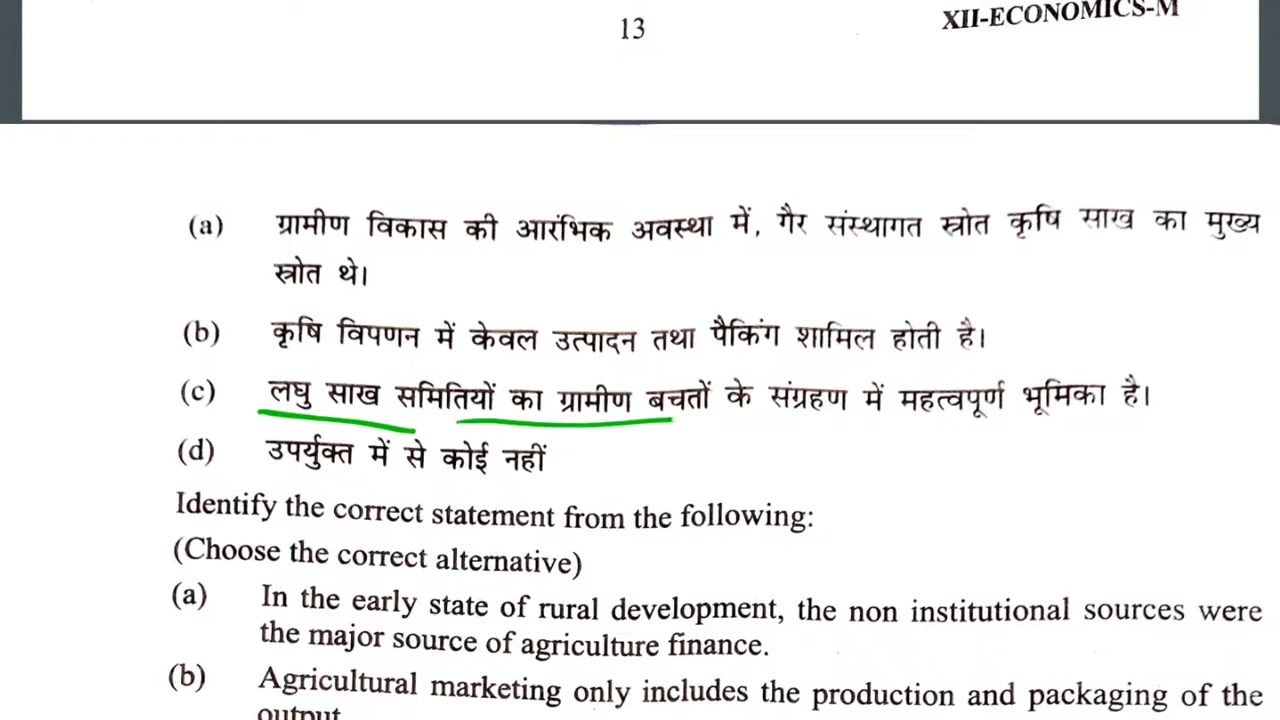 13
XII-ECONOMICS-M
(a) ग्रामीण विकास की आरंभिक अवस्था में, गैर संस्थागत स्रोत कृषि साख का मुख्य
स्रोत थे।
(b) कृषि विपणन में केवल उत्पादन तथा पैकिंग शामिल होती है।
(c) लघु साख समितियों का ग्रामीण बचतों के संग्रहण में महत्वपूर्ण भूमिका है।
(d) उपर्युक्त में से कोई नहीं
Identify the correct statement from the following:
(Choose the correct alternative)
(a) In the early state of rural development, the non institutional sources were
the major source of agriculture finance.
(b) Agricultural marketing only includes the production and packaging of the
output